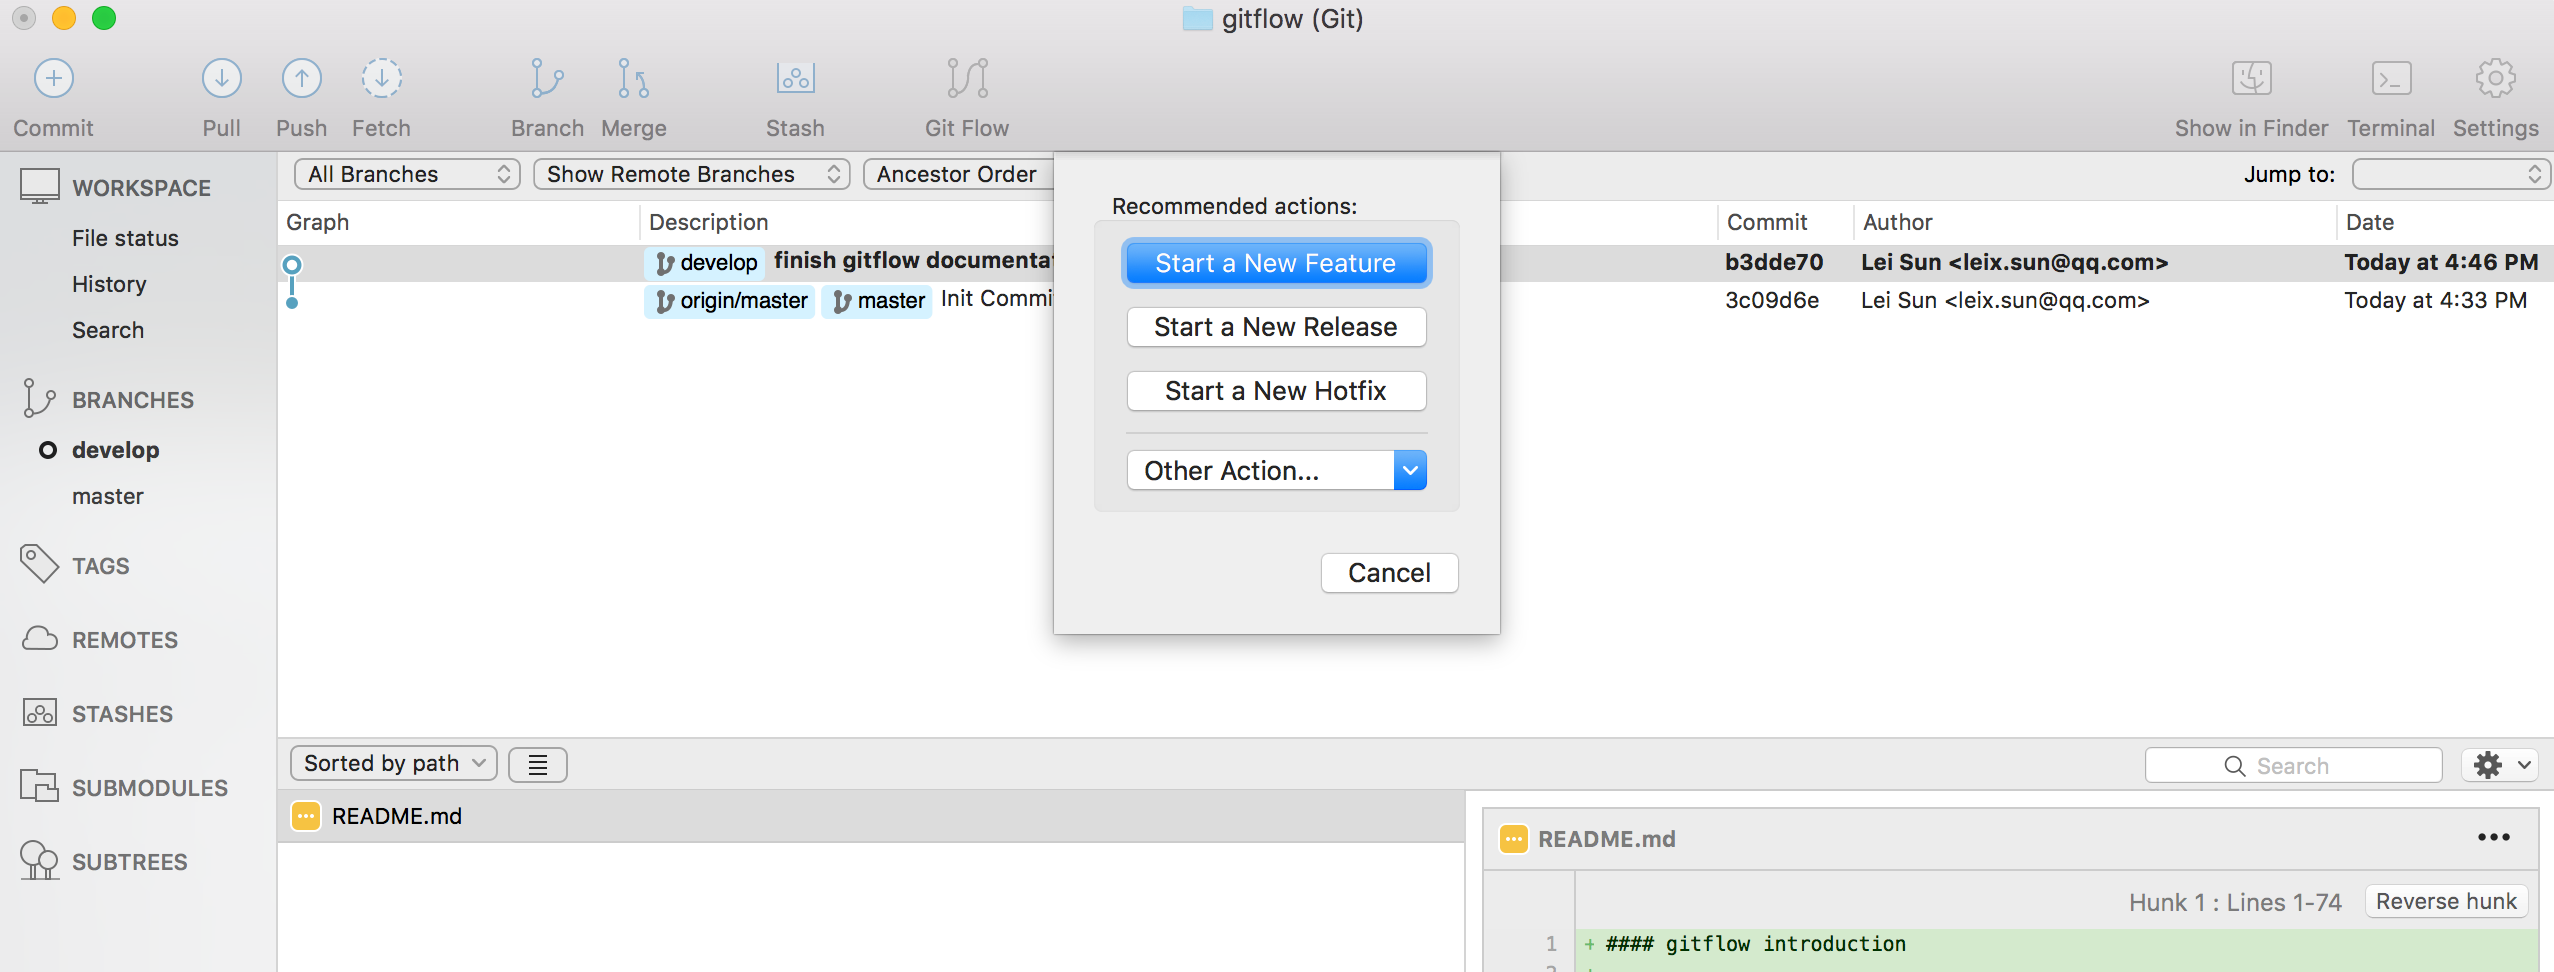 gitflow (Git)
Commit Pull Push Fetch Branch Merge Stash Git Flow Show in Finder Terminal Settings
WORKSPACE
File status
History
Search
BRANCHES
develop
master
TAGS
REMOTES
STASHES
SUBMODULES
SUBTREES
All Branches Show Remote Branches Ancestor Order Jump to:
Graph Description Commit Author Date
develop finish gitflow documenta b3dde70 Lei Sun <leix.sun@qq.com> Today at 4:46 PM
origin/master master Init Commi 3c09d6e Lei Sun <leix.sun@qq.com> Today at 4:33 PM
Recommended actions:
Start a New Feature
Start a New Release
Start a New Hotfix
Other Action...
Cancel
Sorted by path Search
README.md
README.md
Hunk 1 : Lines 1-74 Reverse hunk
1 + #### gitflow introduction